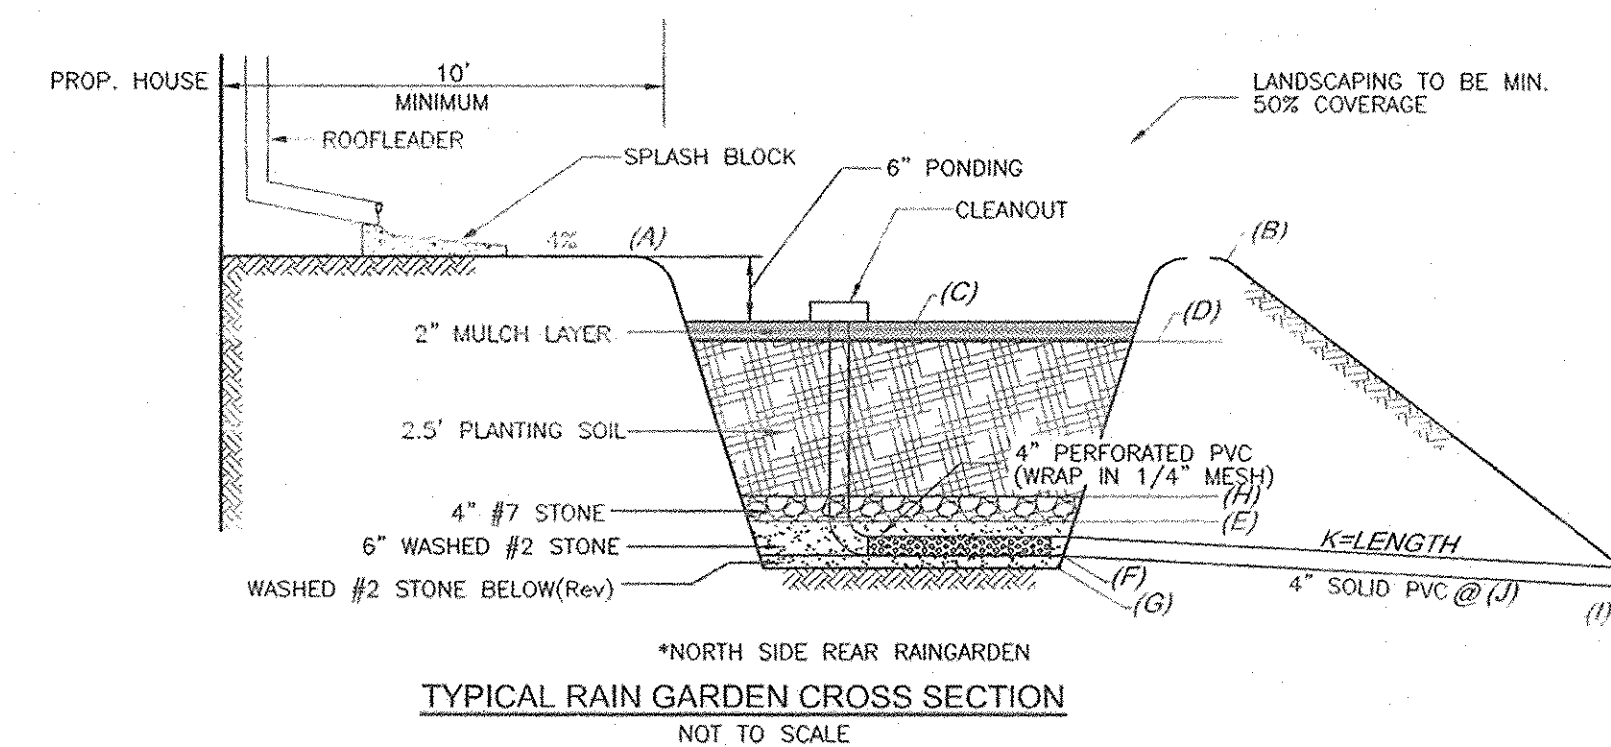 PROP. HOUSE
10'
MINIMUM
LANDSCAPING TO BE MIN.
50% COVERAGE
ROOFLEADER
SPLASH BLOCK
6" PONDING
CLEANOUT
4%
(A)
(B)
(C)
(D)
2" MULCH LAYER
2.5' PLANTING SOIL
4" PERFORATED PVC
(WRAP IN 1/4" MESH)
(H)
4" #7 STONE
(E)
6" WASHED #2 STONE
K=LENGTH
WASHED #2 STONE BELOW(Rev)
(F)
4" SOLID PVC @ (J)
(G)
(I)
*NORTH SIDE REAR RAINGARDEN
TYPICAL RAIN GARDEN CROSS SECTION
NOT TO SCALE